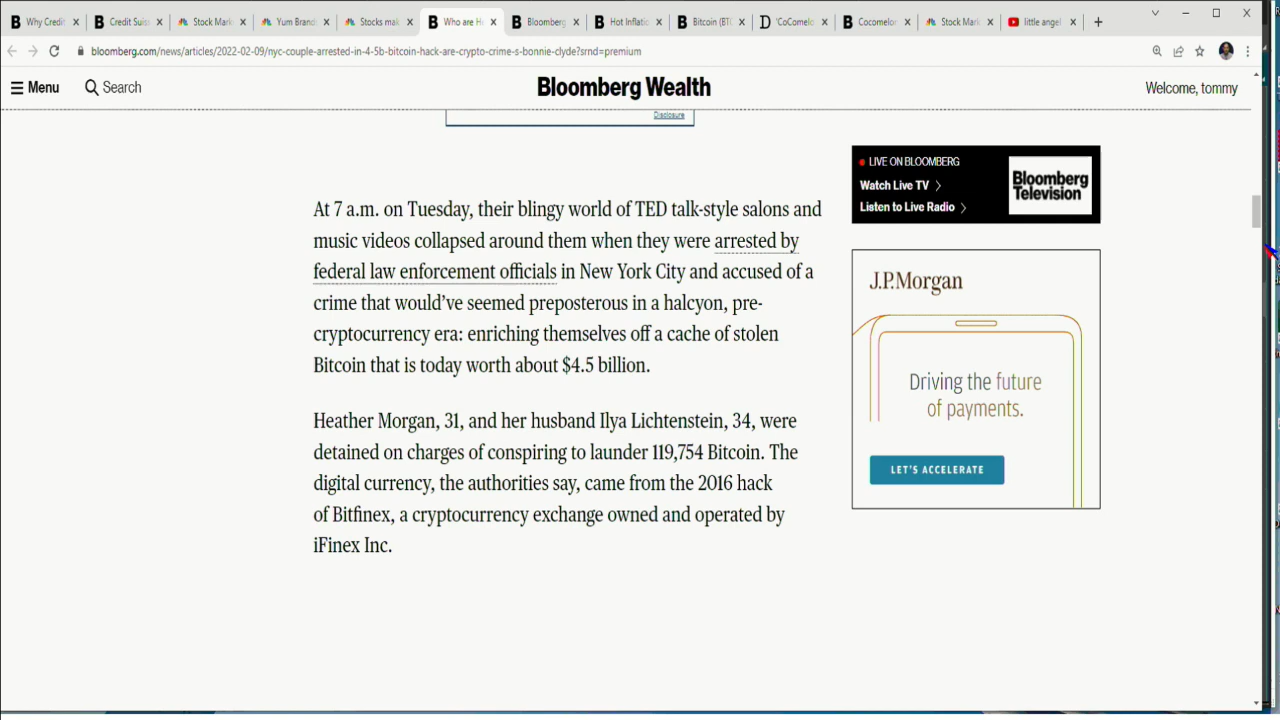 Why Credit
Credit Suis
Stock Mark
Yum Brand
Stocks mak
Who are He
Bloomberg
Hot Inflatio
Bitcoin (BT
'CoComelo
Cocomelon
Stock Mark
little angel
bloomberg.com/news/articles/2022-02-09/nyc-couple-arrested-in-4-5b-bitcoin-hack-are-crypto-crime-s-bonnie-clyde?srnd=premium
Menu
Search
Bloomberg Wealth
Welcome, tommy
Disclosure
At 7 a.m. on Tuesday, their blingy world of TED talk-style salons and
music videos collapsed around them when they were arrested by
federal law enforcement officials in New York City and accused of a
crime that would've seemed preposterous in a halcyon, pre-
cryptocurrency era: enriching themselves off a cache of stolen
Bitcoin that is today worth about $4.5 billion.
Heather Morgan, 31, and her husband Ilya Lichtenstein, 34, were
detained on charges of conspiring to launder 119,754 Bitcoin. The
digital currency, the authorities say, came from the 2016 hack
of Bitfinex, a cryptocurrency exchange owned and operated by
iFinex Inc.
LIVE ON BLOOMBERG
Watch Live TV
Listen to Live Radio
Bloomberg
Television
J.P.Morgan
Driving the future
of payments.
LET'S ACCELERATE